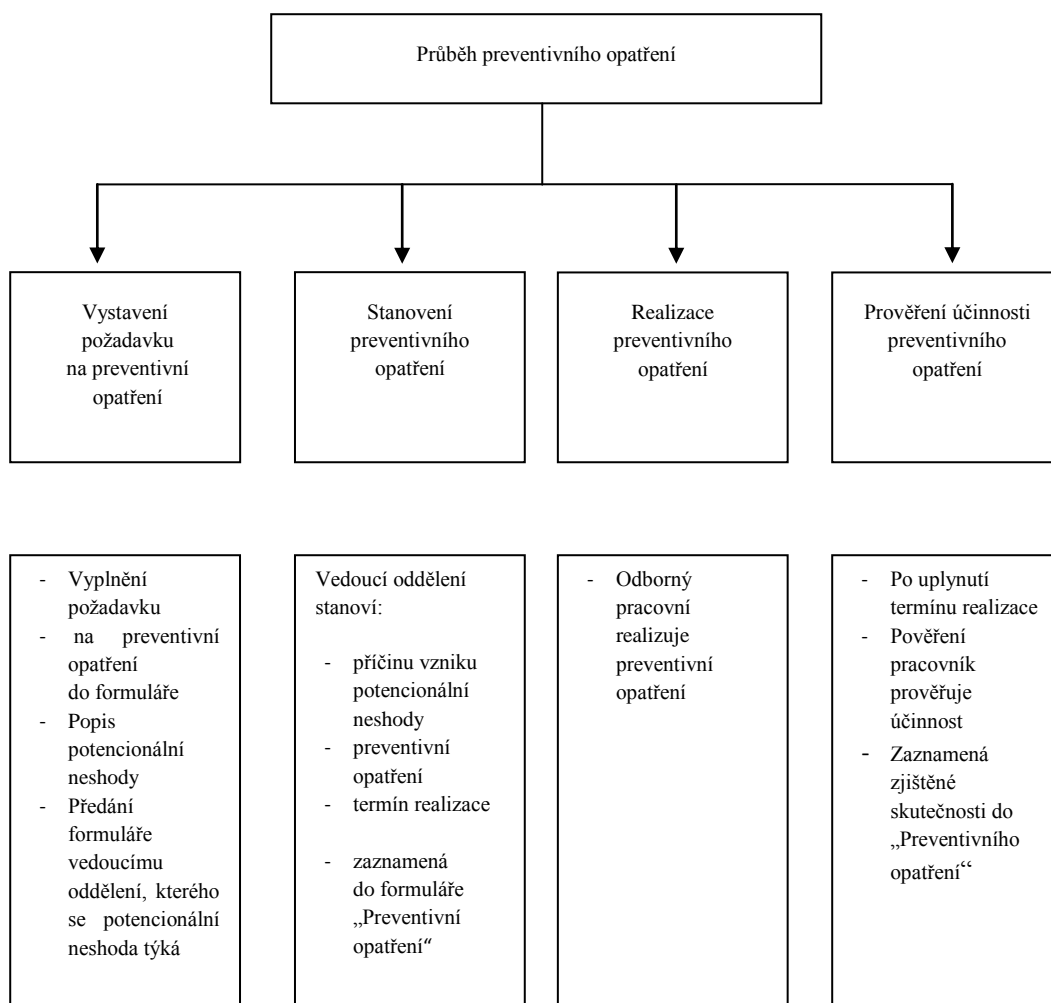 Průběh preventivního opatření
Vystavení
požadavku
na preventivní
opatření
Stanovení
preventivního
opatření
Realizace
preventivního
opatření
Prověření účinnosti
preventivního
opatření
- Vyplnění
požadavku
- na preventivní
opatření
do formuláře
- Popis
potencionální
neshody
- Předání
formuláře
vedoucímu
oddělení, kterého
se potencionální
neshoda týká
Vedoucí oddělení
stanoví:
- příčinu vzniku
potencionální
neshody
- preventivní
opatření
- termín realizace
- zaznamená
do formuláře
„Preventivní
opatření“
- Odborný
pracovní
realizuje
preventivní
opatření
- Po uplynutí
termínu realizace
- Pověření
pracovník
prověřuje
účinnost
- Zaznamená
zjištěné
skutečnosti do
„Preventivního
opatření“